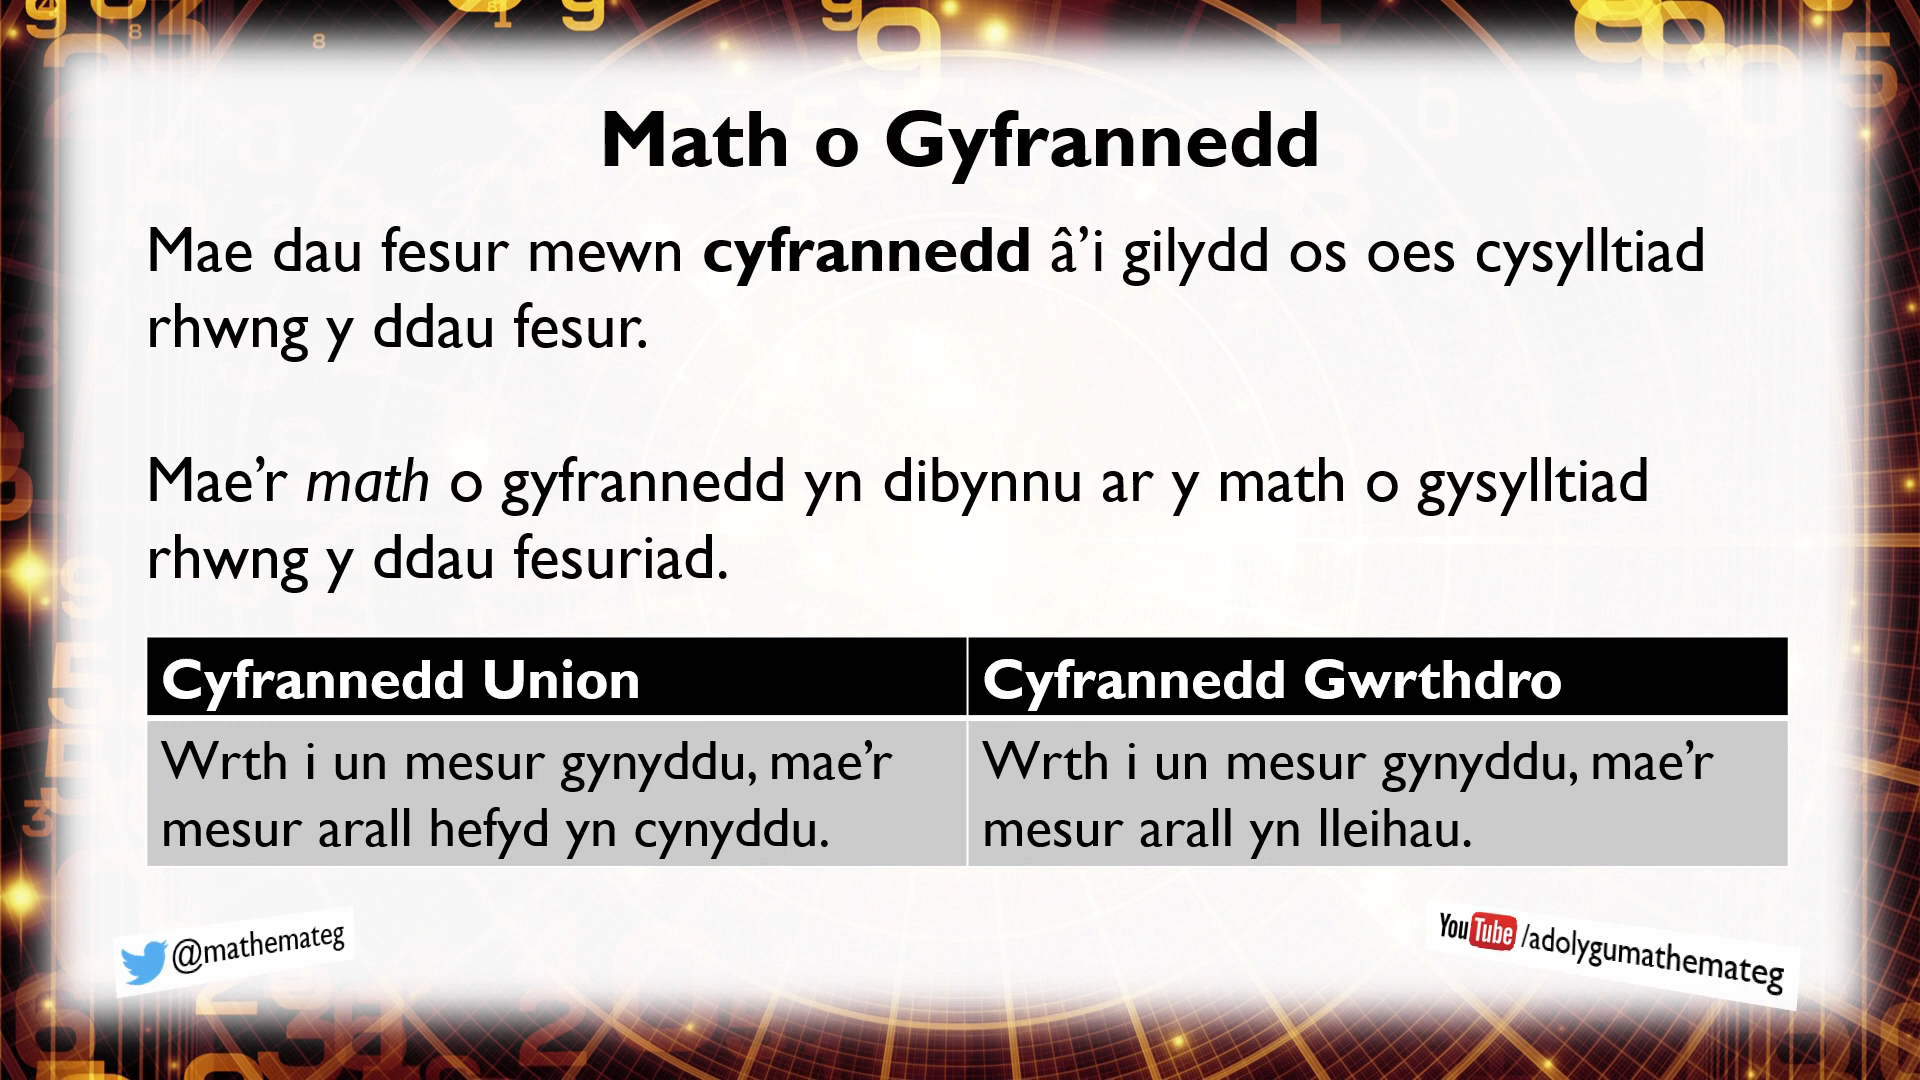 Math o Gyfrannedd
Mae dau fesur mewn cyfrannedd â’i gilydd os oes cysylltiad
rhwng y ddau fesur.
Mae’r math o gyfrannedd yn dibynnu ar y math o gysylltiad
rhwng y ddau fesuriad.
Cyfrannedd Union
Wrth i un mesur gynyddu, mae’r
mesur arall hefyd yn cynyddu.
Cyfrannedd Gwrthdro
Wrth i un mesur gynyddu, mae’r
mesur arall yn lleihau.
@mathemateg
YouTube /adolygumathemateg